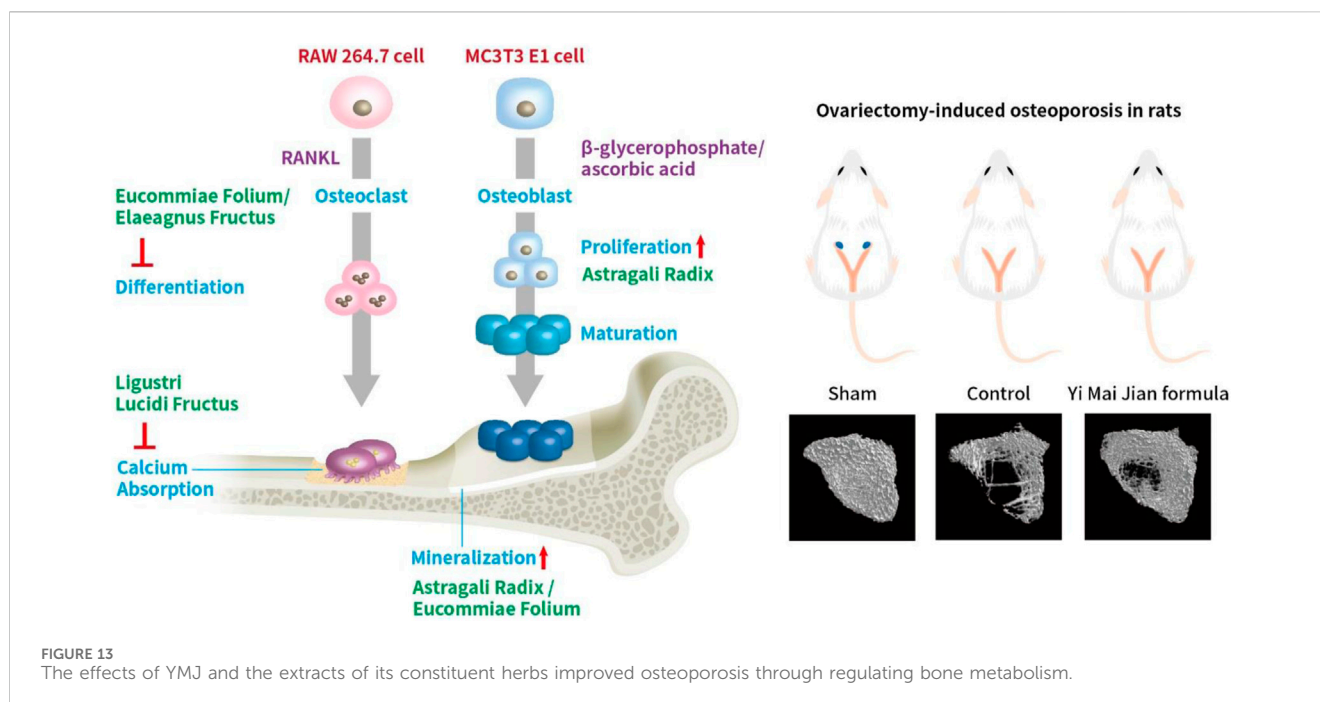 RAW 264.7 cell
MC3T3 E1 cell
RANKL
β-glycerophosphate/
ascorbic acid
Eucommiae Folium/
Elaeagnus Fructus
Osteoclast
Osteoblast
Differentiation
Proliferation
Astragali Radix
Maturation
Ligustri
Lucidi Fructus
Calcium
Absorption
Mineralization
Astragali Radix /
Eucommiae Folium
Ovariectomy-induced osteoporosis in rats
Sham
Control
Yi Mai Jian formula
FIGURE 13
The effects of YMJ and the extracts of its constituent herbs improved osteoporosis through regulating bone metabolism.